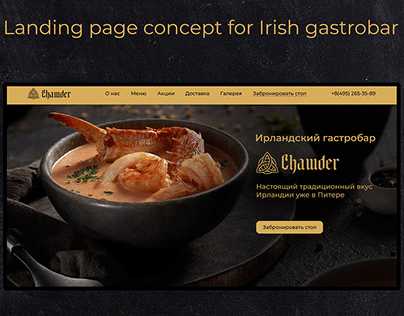 Landing page concept for Irish gastrobar
Chawder О нас Меню Акции Доставка Галерея Забронировать стол +8(495) 265-35-89
Ирландский гастробар
Chawder
Настоящий традиционный вкус
Ирландии уже в Питере
Забронировать стол